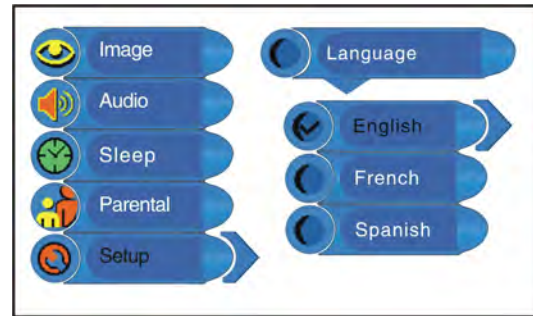 Image
Audio
Sleep
Parental
Setup
Language
English
French
Spanish